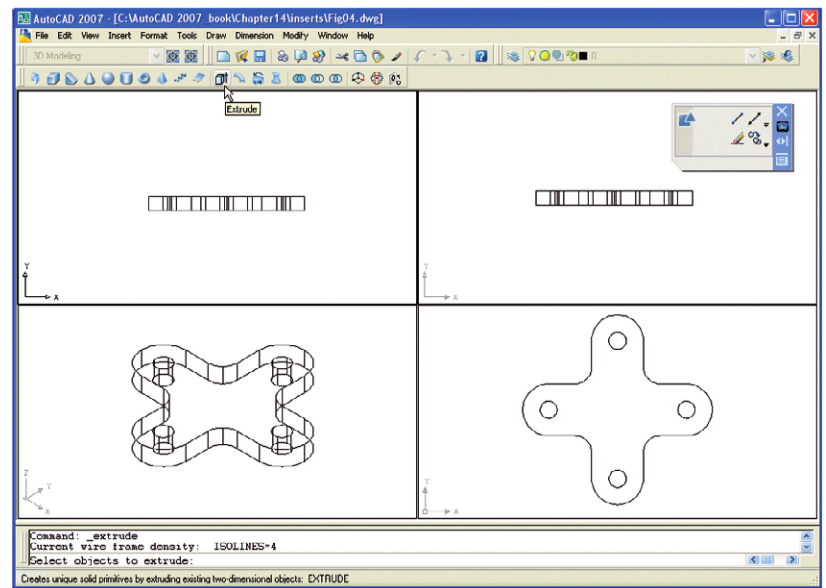 AutoCAD 2007 - [C:\AutoCAD 2007_book\Chapter14\inserts\Fig04.dwg]
File Edit View Insert Format Tools Draw Dimension Modify Window Help
3D Modeling 0
Extrude
Y
X
Y
X
Z
Y
X
Y
X
Command: _extrude
Current wire frame density: ISOLINES=4
Select objects to extrude:
Creates unique solid primitives by extruding existing two-dimensional objects: EXTRUDE